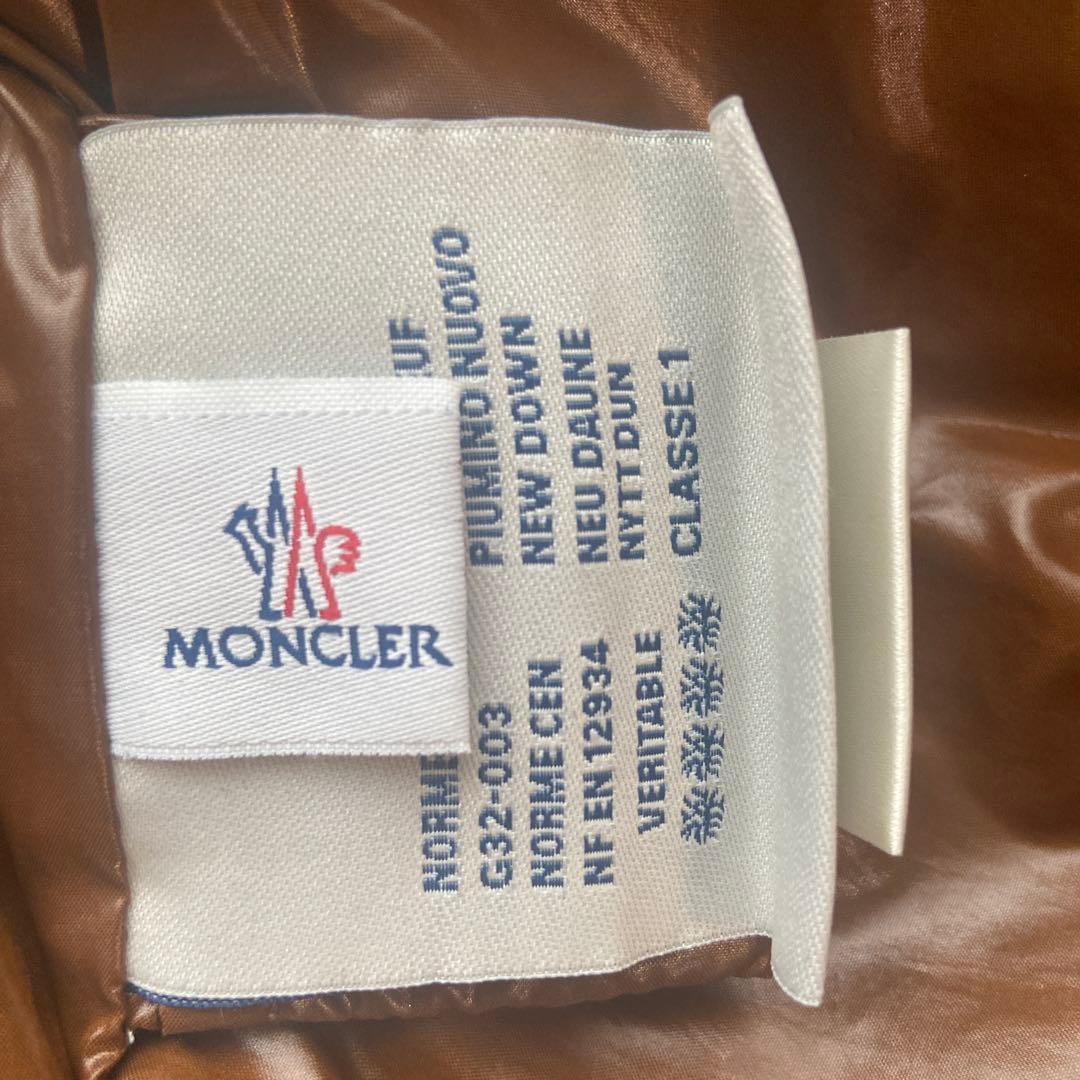 MONCLER
NORME
G32-003
NORME CEN
NF EN 12934
VERITABLE
UF
PIUMINO NUOVO
NEW DOWN
NEU DAUNE
NYTT DUN
CLASSE 1